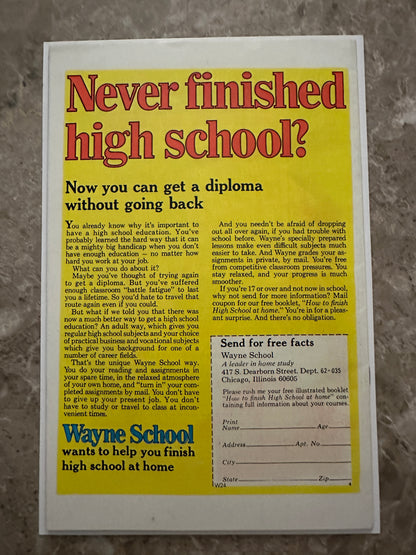 Never finished
high school?
Now you can get a diploma
without going back
You already know why it's important to
have a high school education. You've
probably learned the hard way that it can
be a mighty big handicap when you don't
have enough education — no matter how
hard you work at your job.
What can you do about it?
Maybe you've thought of trying again
to get a diploma. But you've suffered
enough classroom "battle fatigue" to last
you a lifetime. So you'd hate to travel that
route again even if you could.
But what if we told you that there was
now a much better way to get a high school
education? An adult way, which gives you
regular high school subjects and your choice
of practical business and vocational subjects
which give you background for one of a
number of career fields.
That's the unique Wayne School way.
You do your reading and assignments in
your spare time, in the relaxed atmosphere
of your own home, and "turn in" your com-
pleted assignments by mail. You don't have
to give up your present job. You don't
have to study or travel to class at incon-
venient times.
Wayne School
wants to help you finish
high school at home
And you needn't be afraid of dropping
out all over again, if you had trouble with
school before. Wayne's specially prepared
lessons make even difficult subjects much
easier to take. And Wayne grades your as-
signments in private, by mail. You're free
from competitive classroom pressures. You
stay relaxed, and your progress is much
smoother.
If you're 17 or over and not now in school,
why not send for more information? Mail
coupon for our free booklet, "How to finish
High School at home." You're in for a pleas-
ant surprise. And there's no obligation.
Send for free facts
Wayne School
A leader in home study
417 S. Dearborn Street. Dept. 62-035
Chicago, Illinois 60605
Please rush me your free illustrated booklet
"How to finish High School at home" con-
taining full information about your courses.
Print
Name Age
Address Apt. No
City
State Zip
W24 4